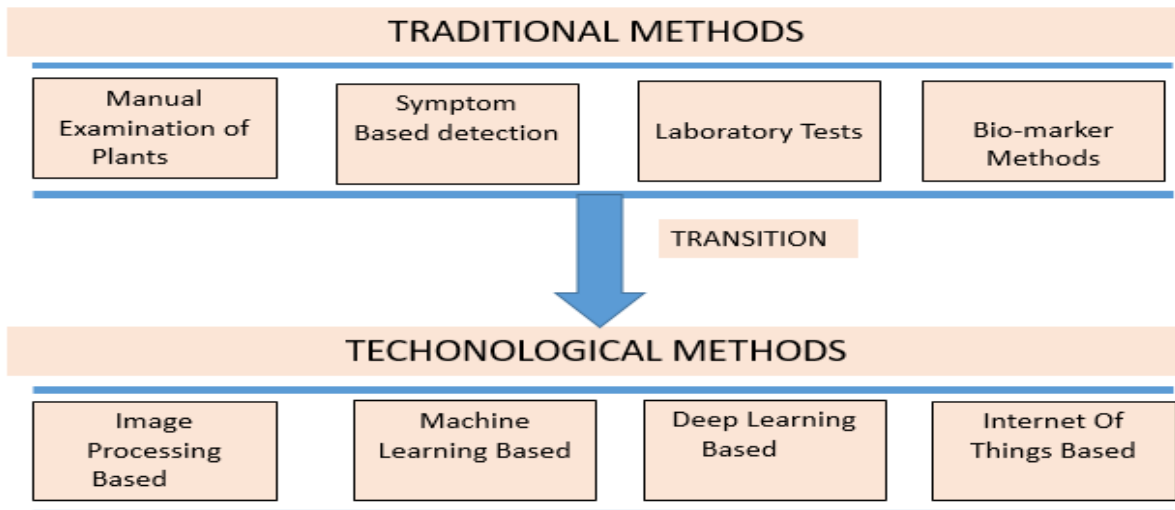 TRADITIONAL METHODS
Manual
Examination of
Plants
Symptom
Based detection
Laboratory Tests
Bio-marker
Methods
TRANSITION
TECHONOLOGICAL METHODS
Image
Processing
Based
Machine
Learning Based
Deep Learning
Based
Internet Of
Things Based